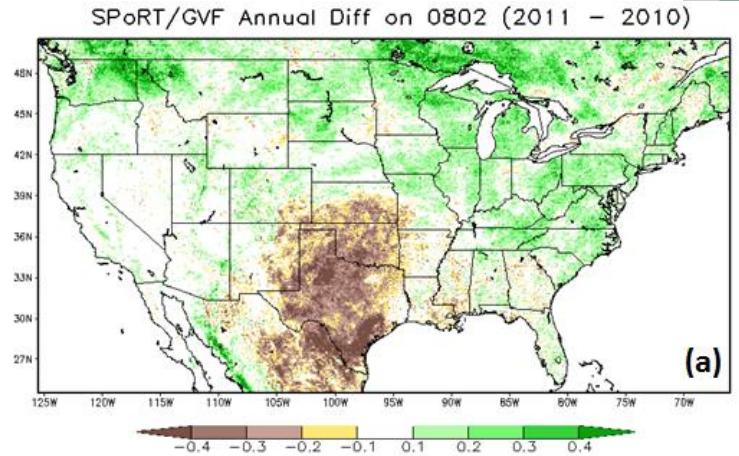 SPoRT/GVF Annual Diff on 0802 (2011 – 2010)
48N
45N
42N
39N
36N
33N
30N
27N
(a)
125W 120W 115W 110W 105W 100W 95W 90W 85W 80W 75W 70W
−0.4 −0.3 −0.2 −0.1 0.1 0.2 0.3 0.4